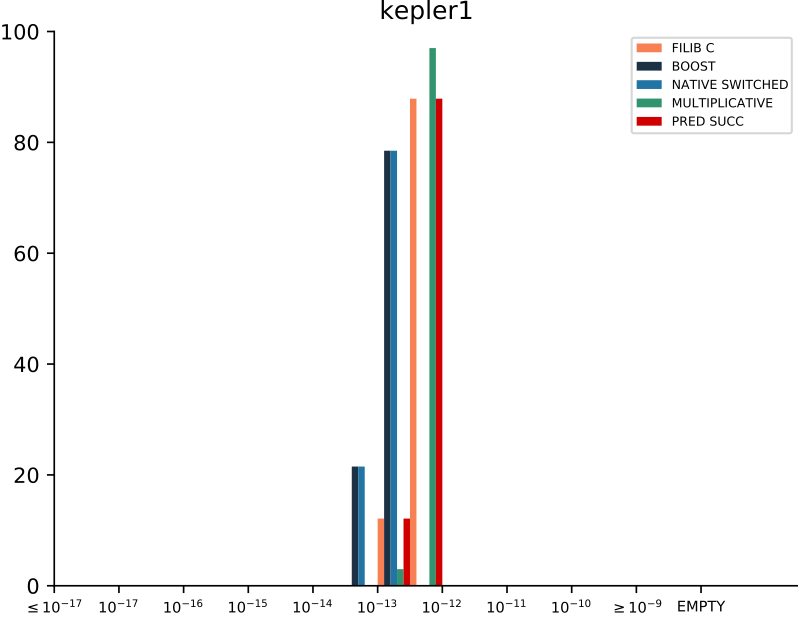 kepler1
100
80
60
40
20
0
FILIB C
BOOST
NATIVE SWITCHED
MULTIPLICATIVE
PRED SUCC
≤10⁻¹⁷ 10⁻¹⁷ 10⁻¹⁶ 10⁻¹⁵ 10⁻¹⁴ 10⁻¹³ 10⁻¹² 10⁻¹¹ 10⁻¹⁰ ≥10⁻⁹ EMPTY